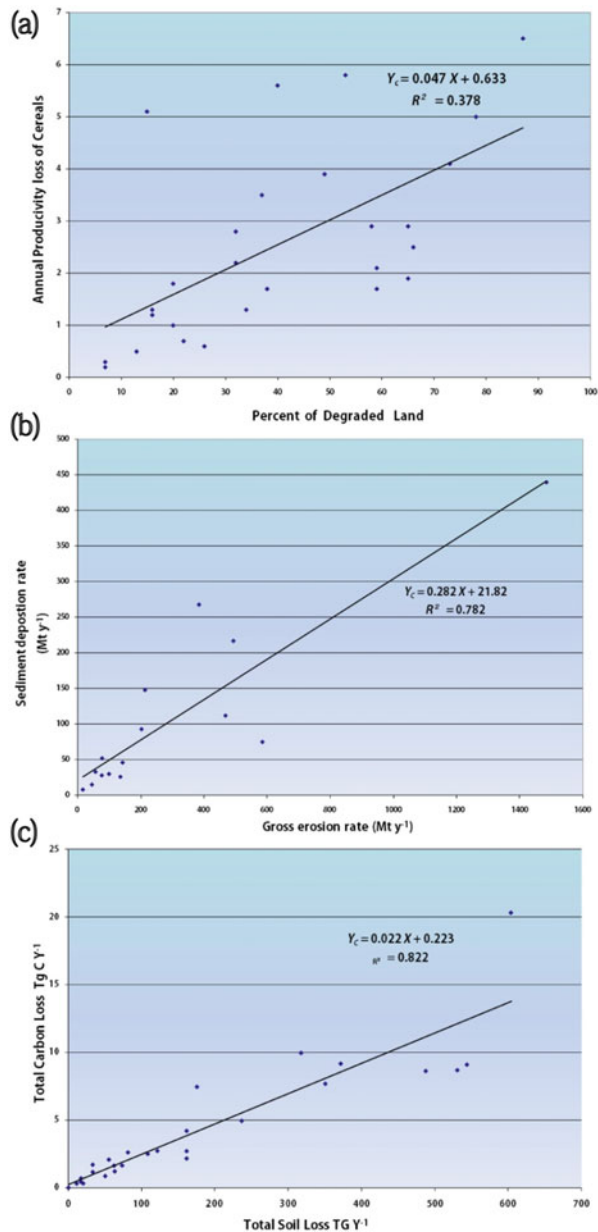 (a)
7
6
5
4
3
2
1
0
Annual Producivity loss of Cereals
Yc = 0.047 X + 0.633
R² = 0.378
0 10 20 30 40 50 60 70 80 90 100
Percent of Degraded Land
(b)
500
450
400
350
300
250
200
150
100
50
0
Sediment depostion rate
(Mt y⁻¹)
YC = 0.282 X + 21.82
R² = 0.782
0 200 400 600 800 1000 1200 1400 1600
Gross erosion rate (Mt y⁻¹)
(c)
25
20
15
10
5
0
Total Carbon Loss Tg C Y⁻¹
YC = 0.022 X + 0.223
R² = 0.822
0 100 200 300 400 500 600 700
Total Soil Loss TG Y⁻¹